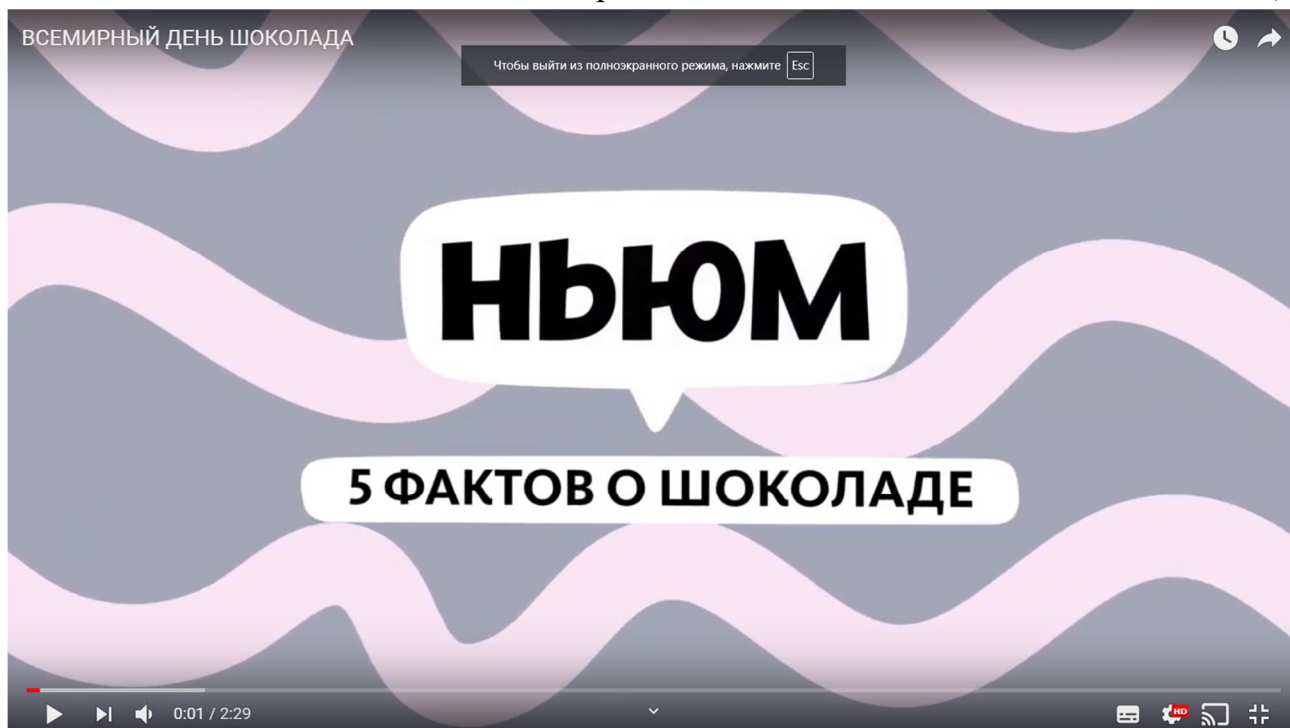 ВСЕМИРНЫЙ ДЕНЬ ШОКОЛАДА
Чтобы выйти из полноэкранного режима, нажмите Esc
НЬЮМ
5 ФАКТОВ О ШОКОЛАДЕ
0:01 / 2:29
HD